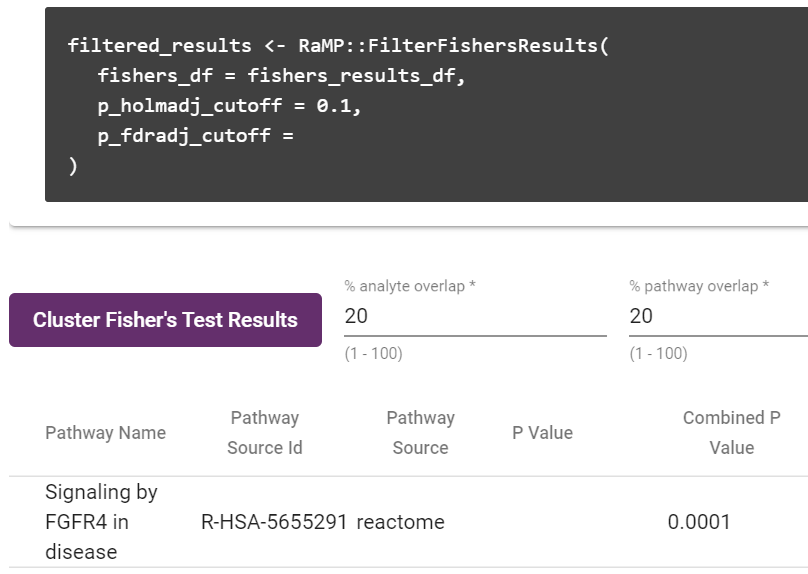 filtered_results <- RaMP::FilterFishersResults(
fishers_df = fishers_results_df,
p_holmadj_cutoff = 0.1,
p_fdradj_cutoff =
)
% analyte overlap *
% pathway overlap *
Cluster Fisher's Test Results
20
20
(1 - 100)
(1 - 100)
Pathway Name
Pathway
Source Id
Pathway
Source
P Value
Combined P
Value
Signaling by
FGFR4 in
disease
R-HSA-5655291
reactome
0.0001